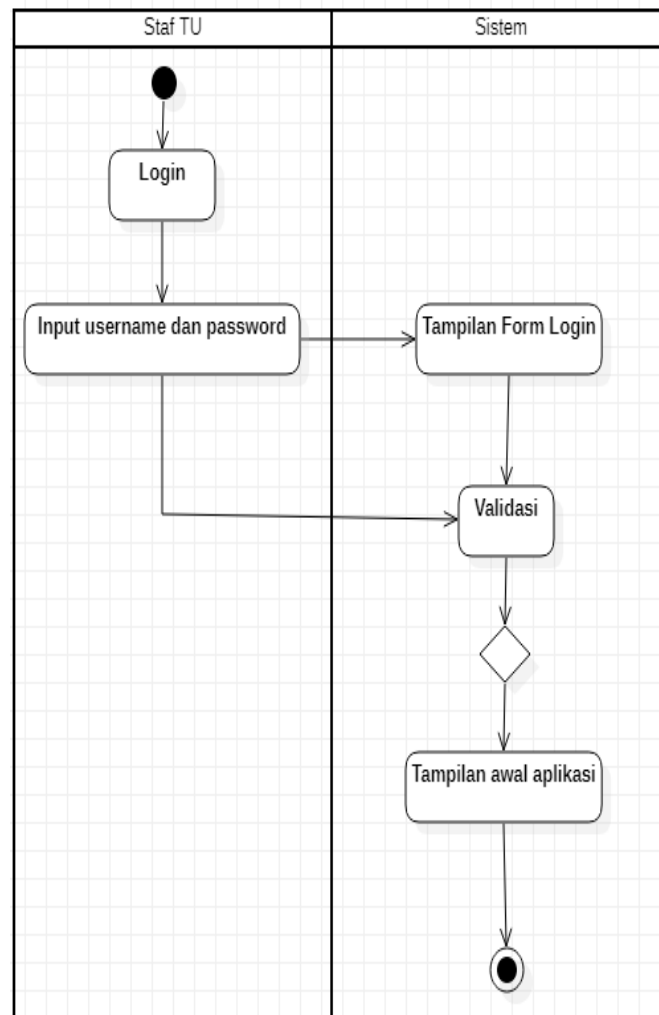 Staf TU
Sistem
Login
Input username dan password
Tampilan Form Login
Validasi
Tampilan awal aplikasi